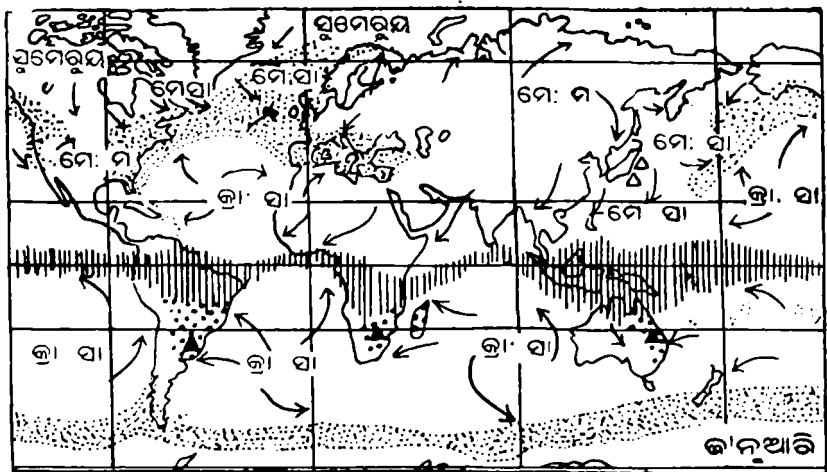 ସୁମେରୁୟ
ସୁମେରୁୟ
ମେସା
ମେ.ସା
ମେ: ମ
ମେ: ମ
ମେ: ସା
କ୍ରା· ସା
କ୍ରା. ସା
ମେ ସା
କ୍ରା ସା
କ୍ରା ସା
କ୍ରା· ସା
ଜାନୁଆରି